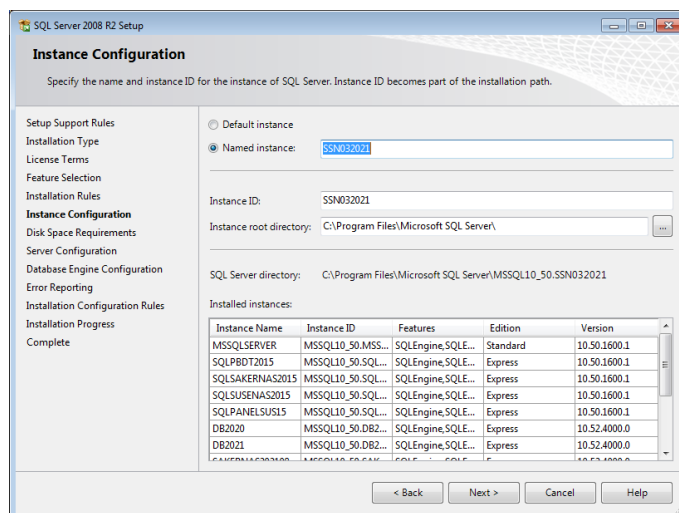 SQL Server 2008 R2 Setup
Instance Configuration
Specify the name and instance ID for the instance of SQL Server. Instance ID becomes part of the installation path.
Setup Support Rules
Installation Type
License Terms
Feature Selection
Installation Rules
Instance Configuration
Disk Space Requirements
Server Configuration
Database Engine Configuration
Error Reporting
Installation Configuration Rules
Installation Progress
Complete
Default instance
Named instance: SSN032021
Instance ID: SSN032021
Instance root directory: C:\Program Files\Microsoft SQL Server\ ...
SQL Server directory: C:\Program Files\Microsoft SQL Server\MSSQL10_50.SSN032021
Installed instances:
Instance Name Instance ID Features Edition Version
MSSQLSERVER MSSQL10_50.MSS... SQLEngine,SQLE... Standard 10.50.1600.1
SQLPBDT2015 MSSQL10_50.SQL... SQLEngine,SQLE... Express 10.50.1600.1
SQLSAKERNAS2015 MSSQL10_50.SQL... SQLEngine,SQLE... Express 10.50.1600.1
SQLSUSENAS2015 MSSQL10_50.SQL... SQLEngine,SQLE... Express 10.50.1600.1
SQLPANELSUS15 MSSQL10_50.SQL... SQLEngine,SQLE... Express 10.50.1600.1
DB2020 MSSQL10_50.DB2... SQLEngine,SQLE... Express 10.52.4000.0
DB2021 MSSQL10_50.DB2... SQLEngine,SQLE... Express 10.52.4000.0
< Back Next > Cancel Help